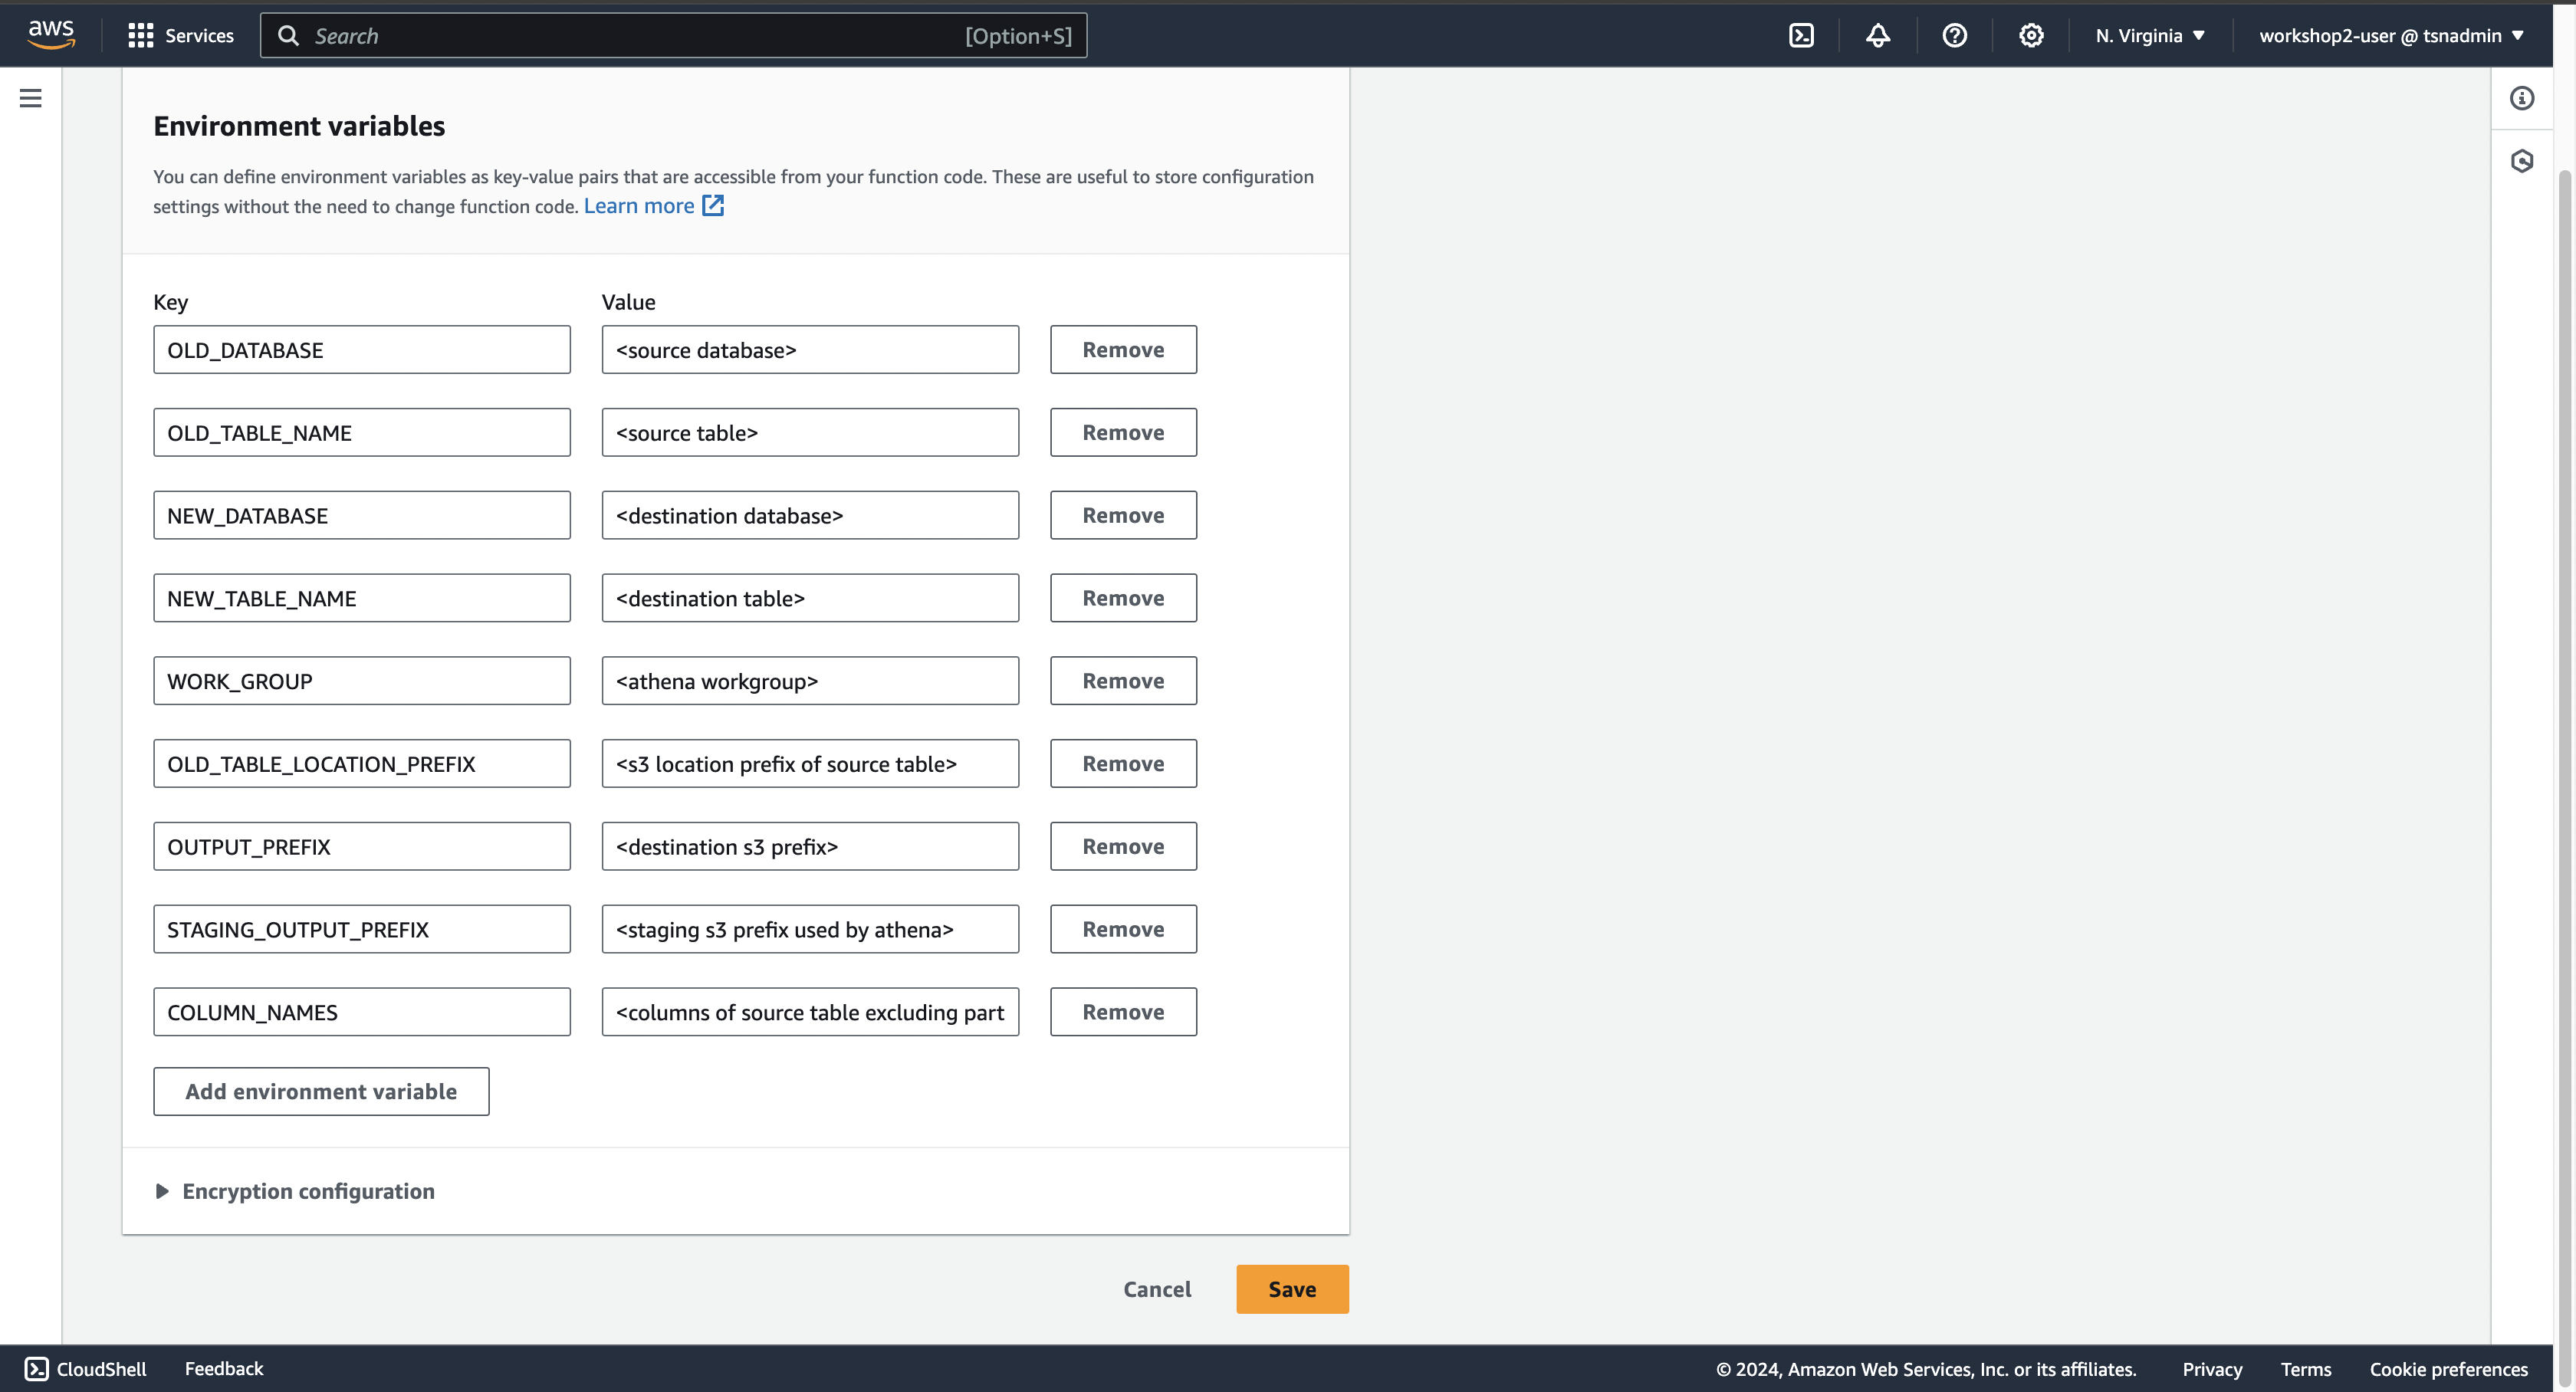 aws
Services
Search
[Option+S]
N. Virginia
workshop2-user @ tsnadmin
Environment variables
You can define environment variables as key-value pairs that are accessible from your function code. These are useful to store configuration
settings without the need to change function code. Learn more
Key
Value
OLD_DATABASE
<source database>
Remove
OLD_TABLE_NAME
<source table>
Remove
NEW_DATABASE
<destination database>
Remove
NEW_TABLE_NAME
<destination table>
Remove
WORK_GROUP
<athena workgroup>
Remove
OLD_TABLE_LOCATION_PREFIX
<s3 location prefix of source table>
Remove
OUTPUT_PREFIX
<destination s3 prefix>
Remove
STAGING_OUTPUT_PREFIX
<staging s3 prefix used by athena>
Remove
COLUMN_NAMES
<columns of source table excluding part
Remove
Add environment variable
Encryption configuration
Cancel
Save
CloudShell
Feedback
© 2024, Amazon Web Services, Inc. or its affiliates.
Privacy
Terms
Cookie preferences